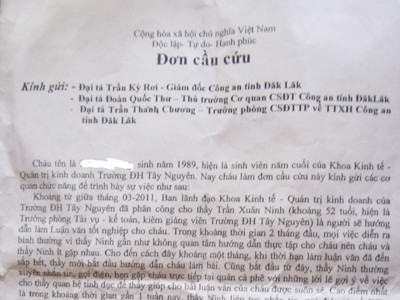 Cộng hòa xã hội chủ nghĩa Việt Nam
Độc lập- Tự do- Hạnh phúc
Đơn cầu cứu
Kính gửi: - Đại tá Trần Kỳ Rơi - Giám đốc Công an tỉnh Đăk Lăk
- Đại tá Đoàn Quốc Thư – Thủ trưởng Cơ quan CSĐT Công an tỉnh ĐăkLăk
- Đại tá Trần Thanh Chương – Trưởng phòng CSĐTTP về TTXH Công an
tỉnh Đăk Lăk
Cháu tên là sinh năm 1989, hiện là sinh viên năm cuối của Khoa Kinh tế -
Quản trị kinh doanh Trường ĐH Tây Nguyên. Nay cháu làm đơn cầu cứu này kính gửi các cơ
quan chức năng để trình bày sự việc như sau:
Khoảng từ giữa tháng 03-2011, Ban lãnh đạo Khoa Kinh tế - Quản trị kinh doanh của
Trường ĐH Tây Nguyên đã phân công cho thầy Trần Xuân Ninh (khoảng 52 tuổi, hiện là
Trưởng phòng Tài vụ - kế toán, kiêm giảng viên Trường ĐH Tây Nguyên) là người sẽ hướng
dẫn làm Luận văn tốt nghiệp cho cháu. Trong khoảng thời gian 2 tháng đầu, mọi việc diễn ra
bình thường vì thầy Ninh gần như không quan tâm hướng dẫn thực tập cho cháu nên cháu và
thầy Ninh ít gặp nhau. Cho đến cách đây khoảng một tháng, khi thời hạn làm luận văn đã đến
sắp hết, thầy mới bắt đầu hướng dẫn cháu làm bài. Cũng bắt đầu từ đây, thầy Ninh thường
xuyên nhắn tin, gọi điện, hẹn gặp cháu trực tiếp tại quán cà phê với những lời lẽ gợi ý về việc
cho thầy quan hệ tình dục để thầy giúp cho bài luận văn của cháu được suôn sẻ. Cao điểm nhất
là trong khoảng thời gian gần 1 tuần nay, thầy Ninh liên tục